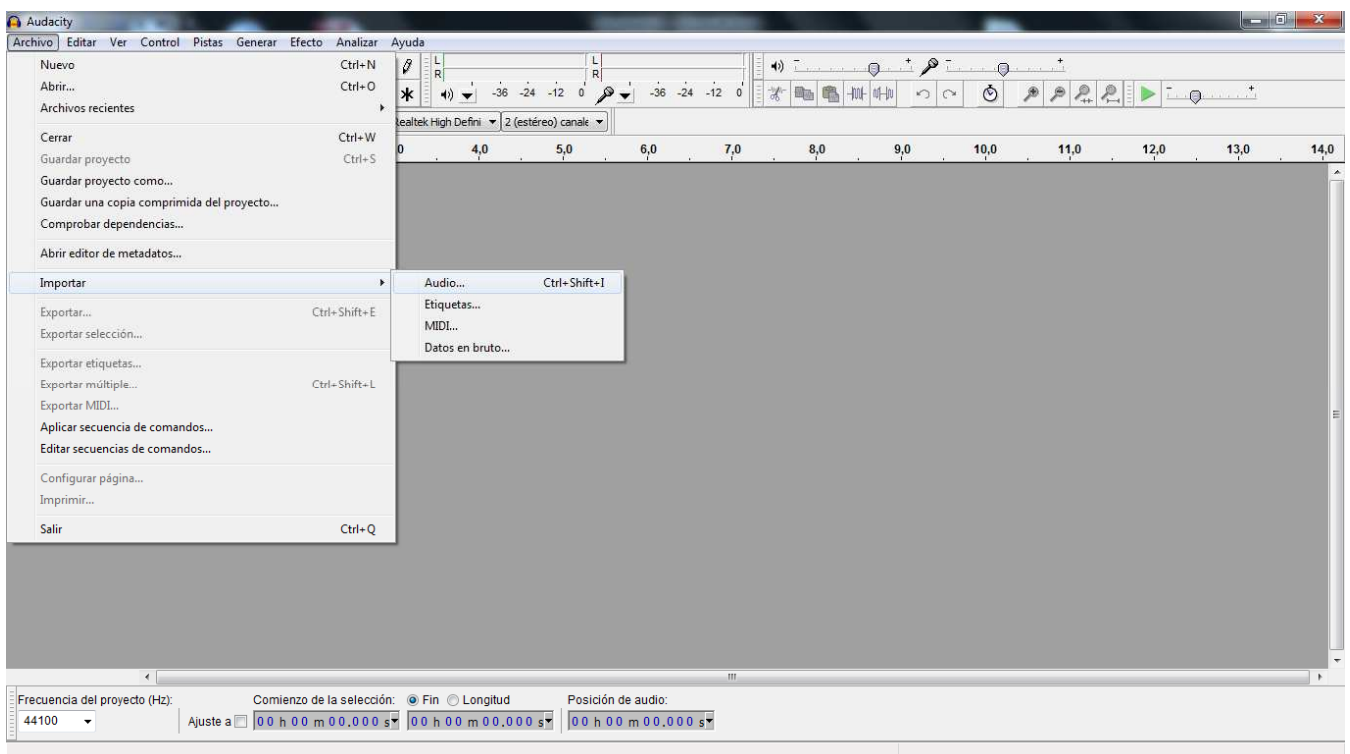 Audacity
Archivo Editar Ver Control Pistas Generar Efecto Analizar Ayuda
Nuevo Ctrl+N
Abrir... Ctrl+O
Archivos recientes
Cerrar Ctrl+W
Guardar proyecto Ctrl+S
Guardar proyecto como...
Guardar una copia comprimida del proyecto...
Comprobar dependencias...
Abrir editor de metadatos...
Importar
Exportar... Ctrl+Shift+E
Exportar selección...
Exportar etiquetas...
Exportar múltiple... Ctrl+Shift+L
Exportar MIDI...
Aplicar secuencia de comandos...
Editar secuencias de comandos...
Configurar página...
Imprimir...
Salir Ctrl+Q
Audio... Ctrl+Shift+I
Etiquetas...
MIDI...
Datos en bruto...
L L
R R
-36 -24 -12 0 -36 -24 -12 0
Realtek High Defini 2 (estéreo) canale
0 4,0 5,0 6,0 7,0 8,0 9,0 10,0 11,0 12,0 13,0 14,0
Frecuencia del proyecto (Hz): Comienzo de la selección: Fin Longitud Posición de audio:
44100 Ajuste a 00 h 00 m 00.000 s 00 h 00 m 00.000 s 00 h 00 m 00.000 s